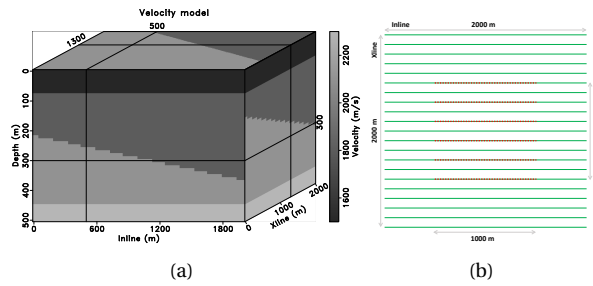 Velocity model
500
1300
0
100
200
300
400
500
Depth (m)
0
600
1200
1800
Inline (m)
0
1000
2000
Xline (m)
300
2200
2000
1800
1600
Velocity (m/s)
(a)
Inline
2000 m
Xline
2000 m
1000 m
(b)